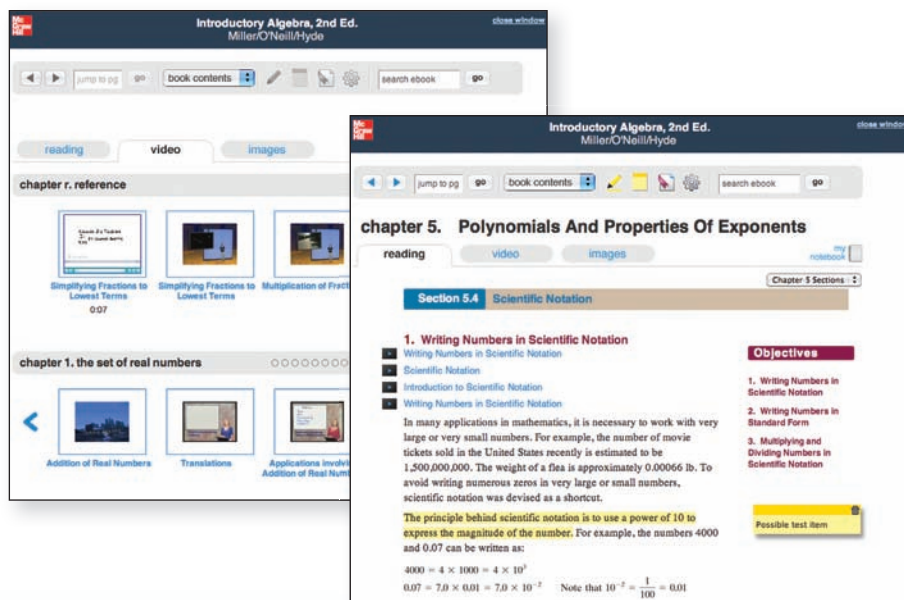 Mc
Graw
Hill
Introductory Algebra, 2nd Ed.
Miller/O'Neill/Hyde
close window
jump to pg
go
book contents
search ebook
go
reading
video
images
chapter r. reference
Simplifying Fractions to
Lowest Terms
0:07
Simplifying Fractions to
Lowest Terms
Multiplication of Fract
chapter 1. the set of real numbers
Addition of Real Numbers
Translations
Applications involvi
Addition of Real Num
Mc
Graw
Hill
Introductory Algebra, 2nd Ed.
Miller/O'Neill/Hyde
close window
jump to pg
go
book contents
search ebook
go
chapter 5. Polynomials And Properties Of Exponents
reading
video
images
my
notebook
Chapter 5 Sections
Section 5.4 Scientific Notation
1. Writing Numbers in Scientific Notation
Writing Numbers in Scientific Notation
Scientific Notation
Introduction to Scientific Notation
Writing Numbers in Scientific Notation
In many applications in mathematics, it is necessary to work with very
large or very small numbers. For example, the number of movie
tickets sold in the United States recently is estimated to be
1,500,000,000. The weight of a flea is approximately 0.00066 lb. To
avoid writing numerous zeros in very large or small numbers,
scientific notation was devised as a shortcut.
The principle behind scientific notation is to use a power of 10 to
express the magnitude of the number. For example, the numbers 4000
and 0.07 can be written as:
4000 = 4 × 1000 = 4 × 10³
0.07 = 7.0 × 0.01 = 7.0 × 10⁻² Note that 10⁻² = 1/100 = 0.01
Objectives
1. Writing Numbers in
Scientific Notation
2. Writing Numbers in
Standard Form
3. Multiplying and
Dividing Numbers in
Scientific Notation
Possible test item